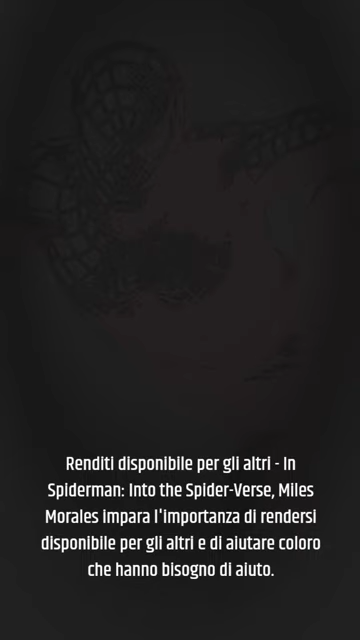 Renditi disponibile per gli altri - In
Spiderman: Into the Spider-Verse, Miles
Morales impara l'importanza di rendersi
disponibile per gli altri e di aiutare coloro
che hanno bisogno di aiuto.